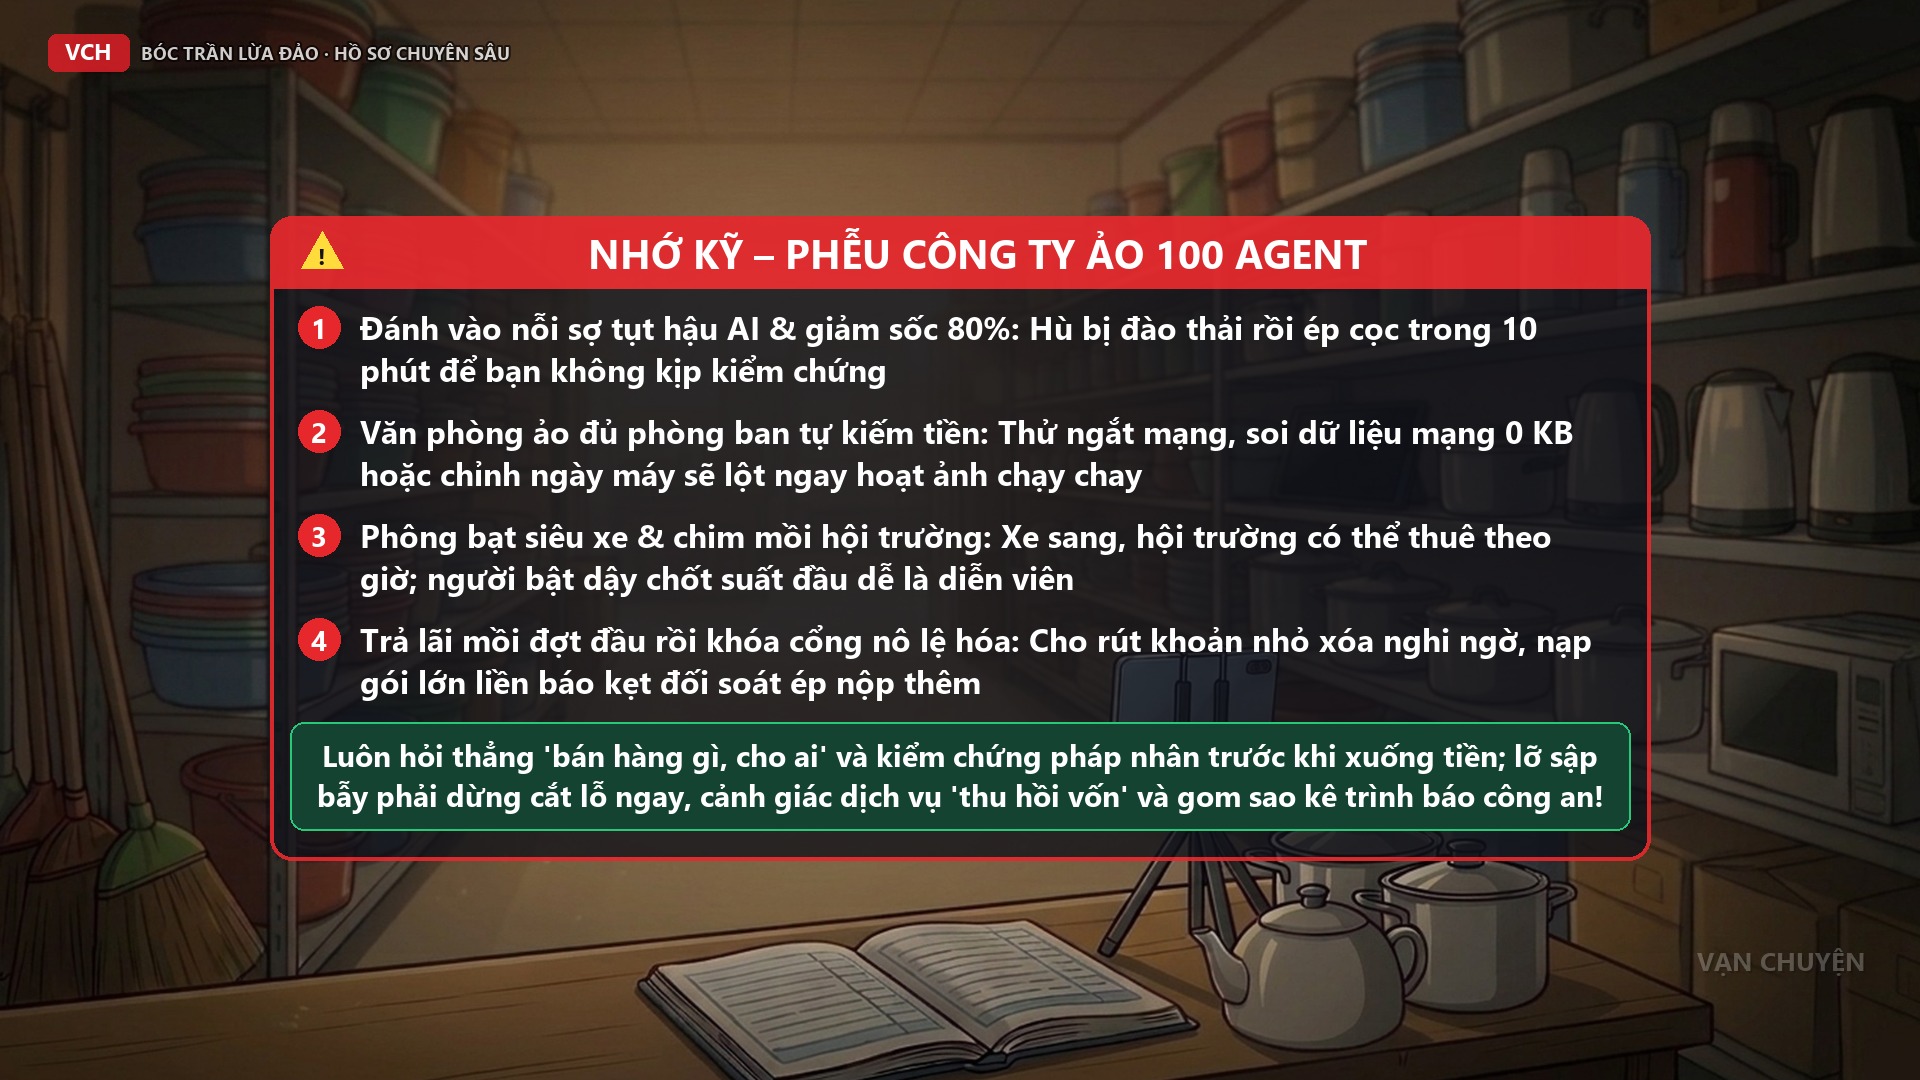 VCH BÓC TRẦN LỪA ĐẢO · HỒ SƠ CHUYÊN SÂU
NHỚ KỸ – PHỄU CÔNG TY ẢO 100 AGENT
1 Đánh vào nỗi sợ tụt hậu AI & giảm sốc 80%: Hù bị đào thải rồi ép cọc trong 10
phút để bạn không kịp kiểm chứng
2 Văn phòng ảo đủ phòng ban tự kiếm tiền: Thử ngắt mạng, soi dữ liệu mạng 0 KB
hoặc chỉnh ngày máy sẽ lột ngay hoạt ảnh chạy chay
3 Phông bạt siêu xe & chim mồi hội trường: Xe sang, hội trường có thể thuê theo
giờ; người bật dậy chốt suất đầu dễ là diễn viên
4 Trả lãi mồi đợt đầu rồi khóa cổng nô lệ hóa: Cho rút khoản nhỏ xóa nghi ngờ, nạp
gói lớn liền báo kẹt đối soát ép nộp thêm
Luôn hỏi thẳng 'bán hàng gì, cho ai' và kiểm chứng pháp nhân trước khi xuống tiền; lỡ sập
bẫy phải dừng cắt lỗ ngay, cảnh giác dịch vụ 'thu hồi vốn' và gom sao kê trình báo công an!
VẠN CHUYỆN